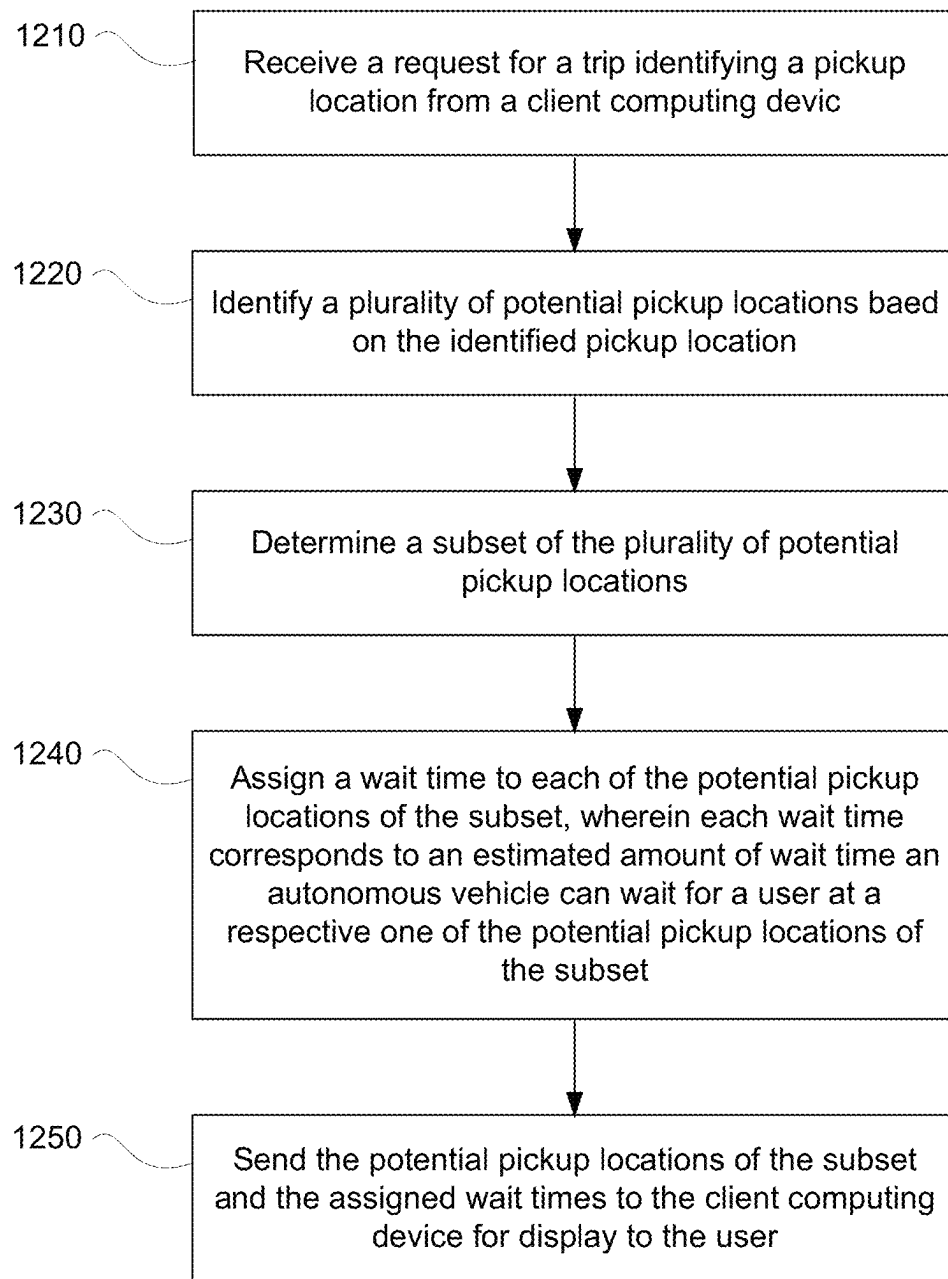 1210
Receive a request for a trip identifying a pickup
location from a client computing devic
1220
Identify a plurality of potential pickup locations baed
on the identified pickup location
1230
Determine a subset of the plurality of potential
pickup locations
1240
Assign a wait time to each of the potential pickup
locations of the subset, wherein each wait time
corresponds to an estimated amount of wait time an
autonomous vehicle can wait for a user at a
respective one of the potential pickup locations of
the subset
1250
Send the potential pickup locations of the subset
and the assigned wait times to the client computing
device for display to the user